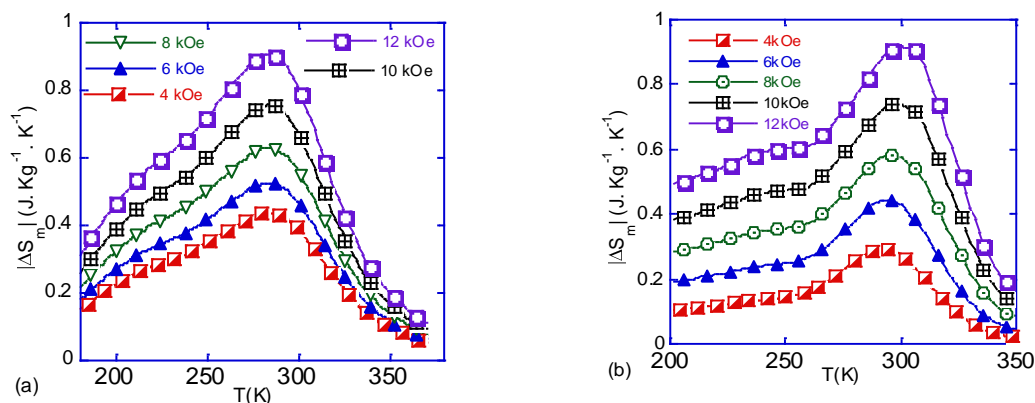 1
0.8
0.6
0.4
0.2
0
|ΔSm| (J. Kg-1. K-1)
8 kOe
6 kOe
4 kOe
12 kOe
10 kOe
200
250
300
350
T(K)
(a)
1
0.8
0.6
0.4
0.2
0
|ΔSm| (J. Kg-1. K-1)
4kOe
6kOe
8kOe
10kOe
12kOe
200
250
300
350
T(K)
(b)